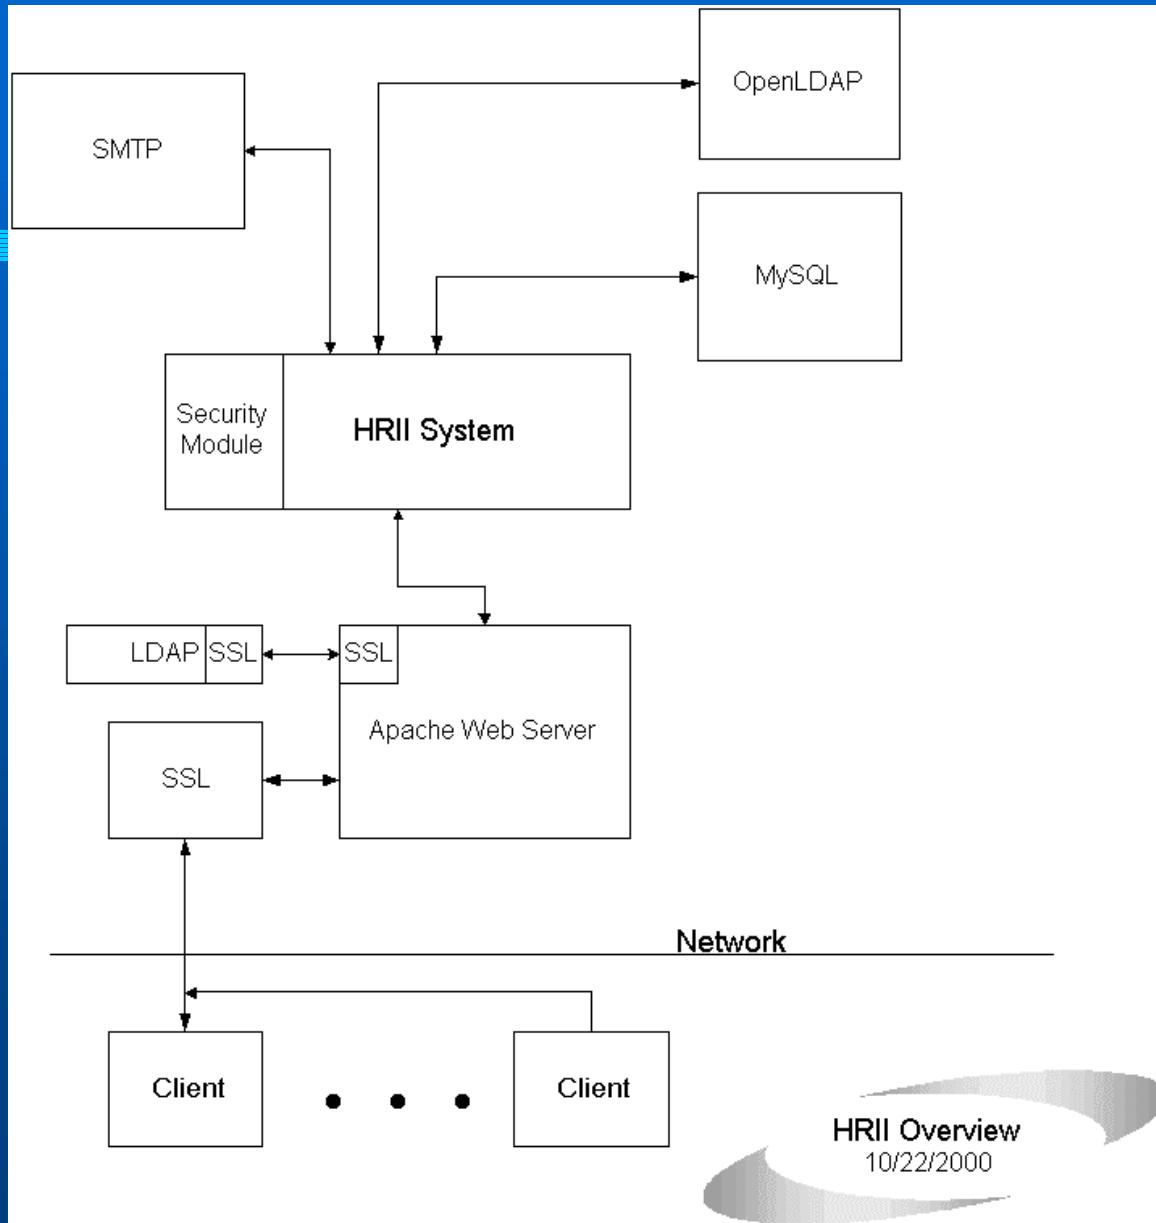 OpenLDAP
SMTP
MySQL
Security
Module
HRII System
LDAP
SSL
SSL
Apache Web Server
SSL
Network
Client
Client
HRII Overview
10/22/2000